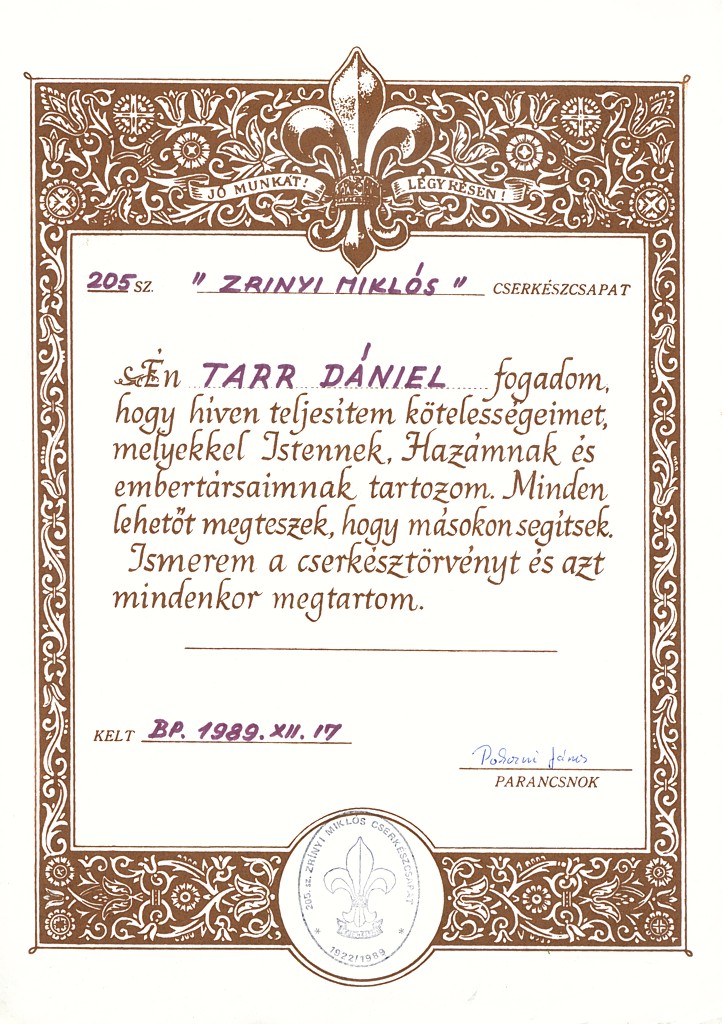 JÓ MUNKÁT! LÉGY RÉSEN!
205 SZ. " ZRINYI MIKLÓS " CSERKÉSZCSAPAT
Én TARR DÁNIEL fogadom,
hogy híven teljesítem kötelességeimet,
melyekkel Istennek, Hazámnak és
embertársaimnak tartozom. Minden
lehetőt megteszek, hogy másokon segítsek.
Ismerem a cserkésztörvényt és azt
mindenkor megtartom.
KELT BP. 1989. XII. 17
János
PARANCSNOK
205. sz. ZRÍNYI MIKLÓS CSERKÉSZCSAPAT
* 1922/1989 *